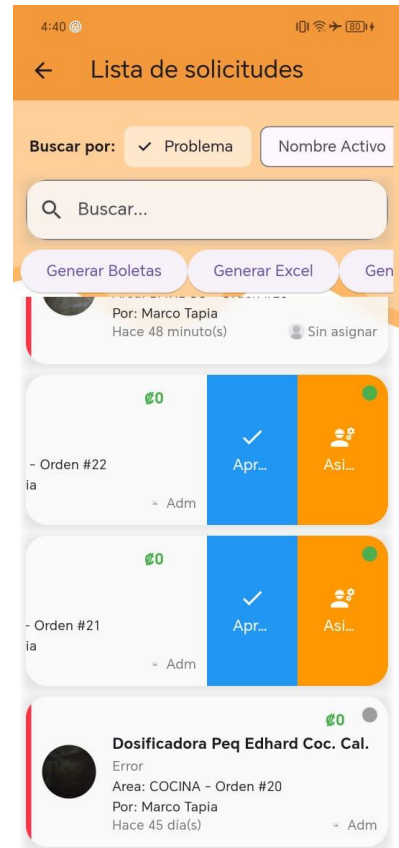 4:40
80
Lista de solicitudes
Buscar por:
Problema
Nombre Activo
Buscar...
Generar Boletas
Generar Excel
Gen
Por: Marco Tapia
Hace 48 minuto(s)
Sin asignar
₡0
- Orden #22
ia
Adm
Apr...
Asi...
₡0
- Orden #21
ia
Adm
Apr...
Asi...
₡0
Dosificadora Peq Edhard Coc. Cal.
Error
Area: COCINA - Orden #20
Por: Marco Tapia
Hace 45 día(s)
Adm